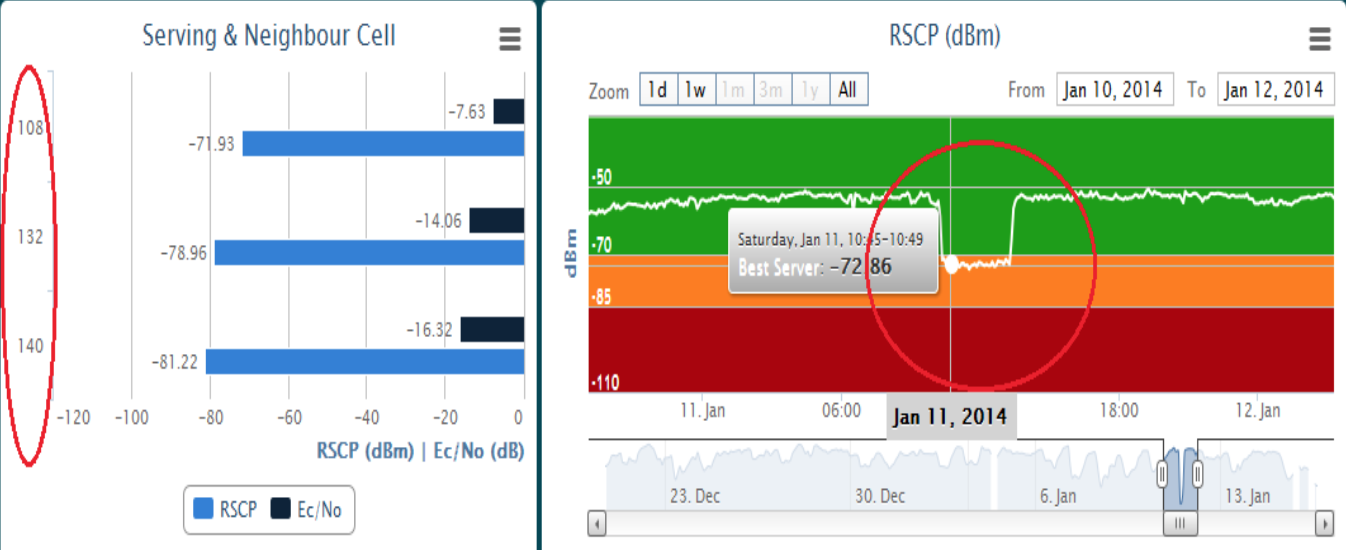 Serving & Neighbour Cell
108
132
140
-7.63
-71.93
-14.06
-78.96
-16.32
-81.22
-120 -100 -80 -60 -40 -20 0
RSCP (dBm) | Ec/No (dB)
RSCP Ec/No
RSCP (dBm)
Zoom 1d 1w 1m 3m 1y All From Jan 10, 2014 To Jan 12, 2014
dBm
-50
-70
-85
-110
Saturday, Jan 11, 10:45-10:49
Best Server: -72.86
11. Jan 06:00 Jan 11, 2014 18:00 12. Jan
23. Dec 30. Dec 6. Jan 13. Jan